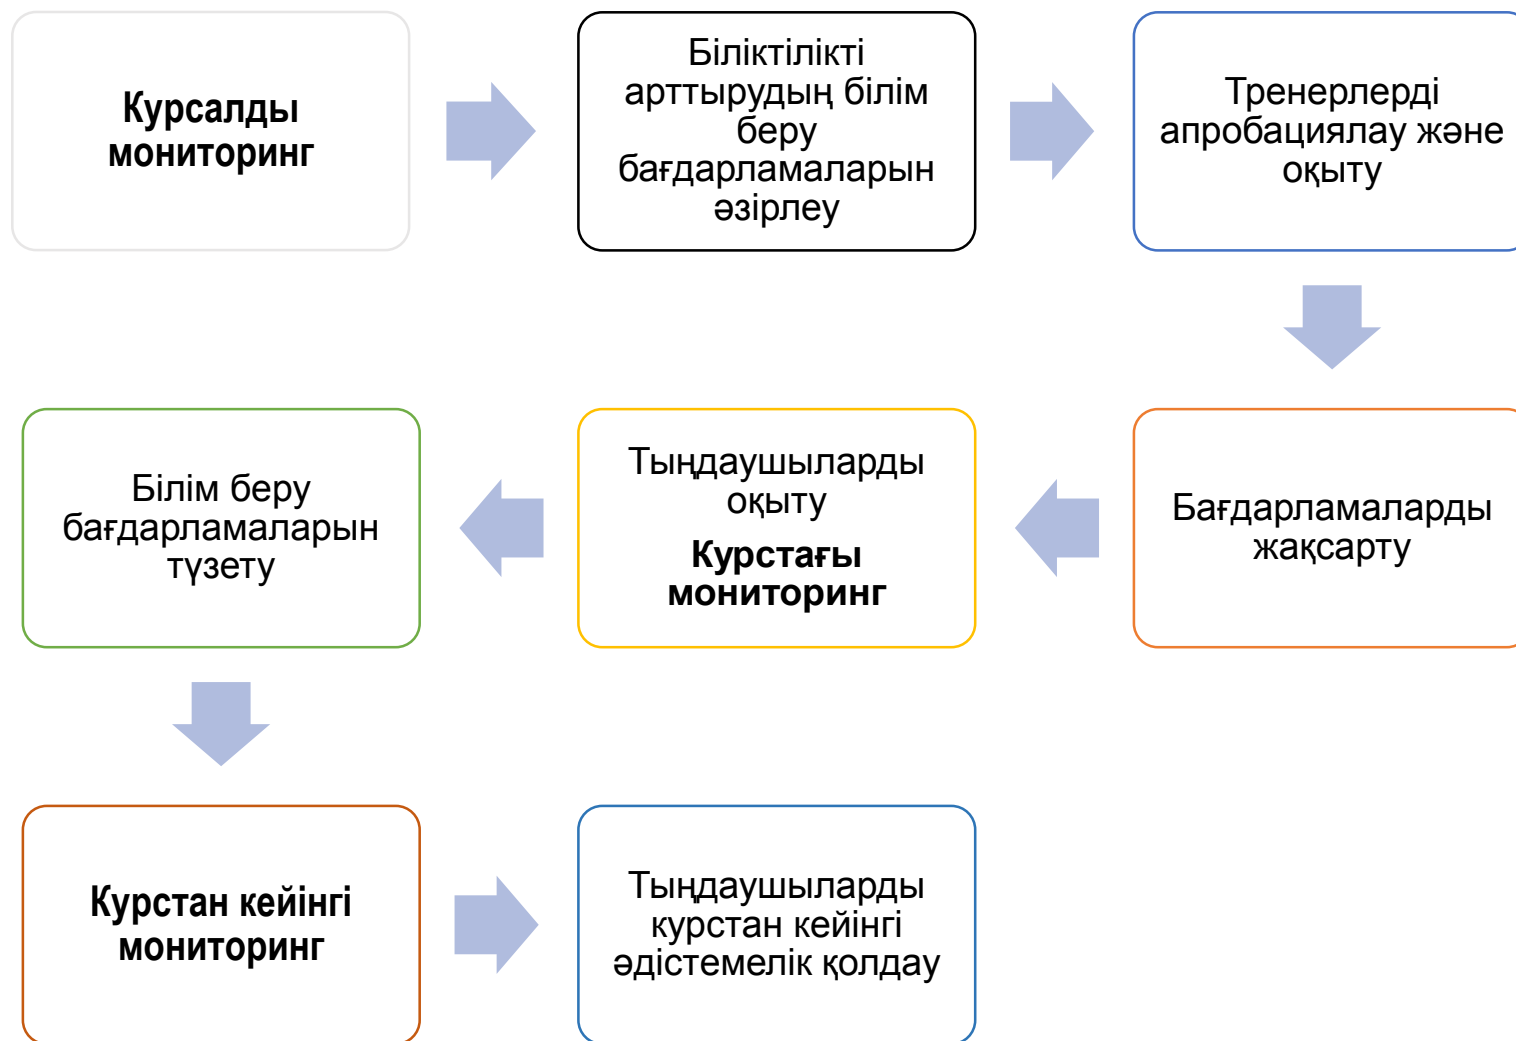 Курсалды
мониторинг
Біліктілікті
арттырудың білім
беру
бағдарламаларын
әзірлеу
Тренерлерді
апробациялау және
оқыту
Бағдарламаларды
жақсарту
Тыңдаушыларды
оқыту
Курстағы
мониторинг
Білім беру
бағдарламаларын
түзету
Курстан кейінгі
мониторинг
Тыңдаушыларды
курстан кейінгі
әдістемелік қолдау